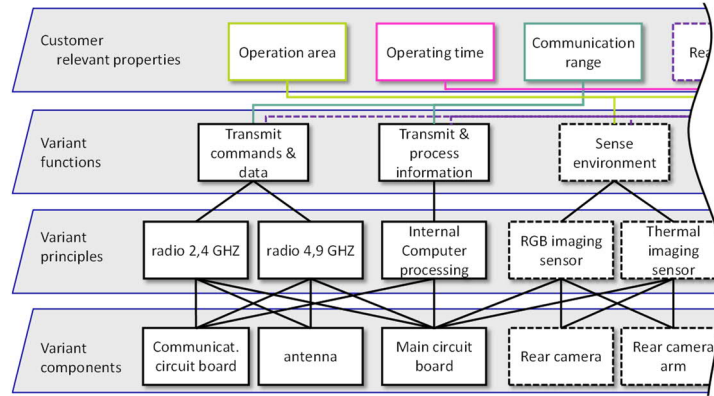 Customer
relevant properties
Operation area
Operating time
Communication
range
Variant
functions
Transmit
commands &
data
Transmit &
process
information
Sense
environment
Variant
principles
radio 2,4 GHZ
radio 4,9 GHZ
Internal
Computer
processing
RGB imaging
sensor
Thermal
imaging
sensor
Variant
components
Communicat.
circuit board
antenna
Main circuit
board
Rear camera
Rear camera
arm